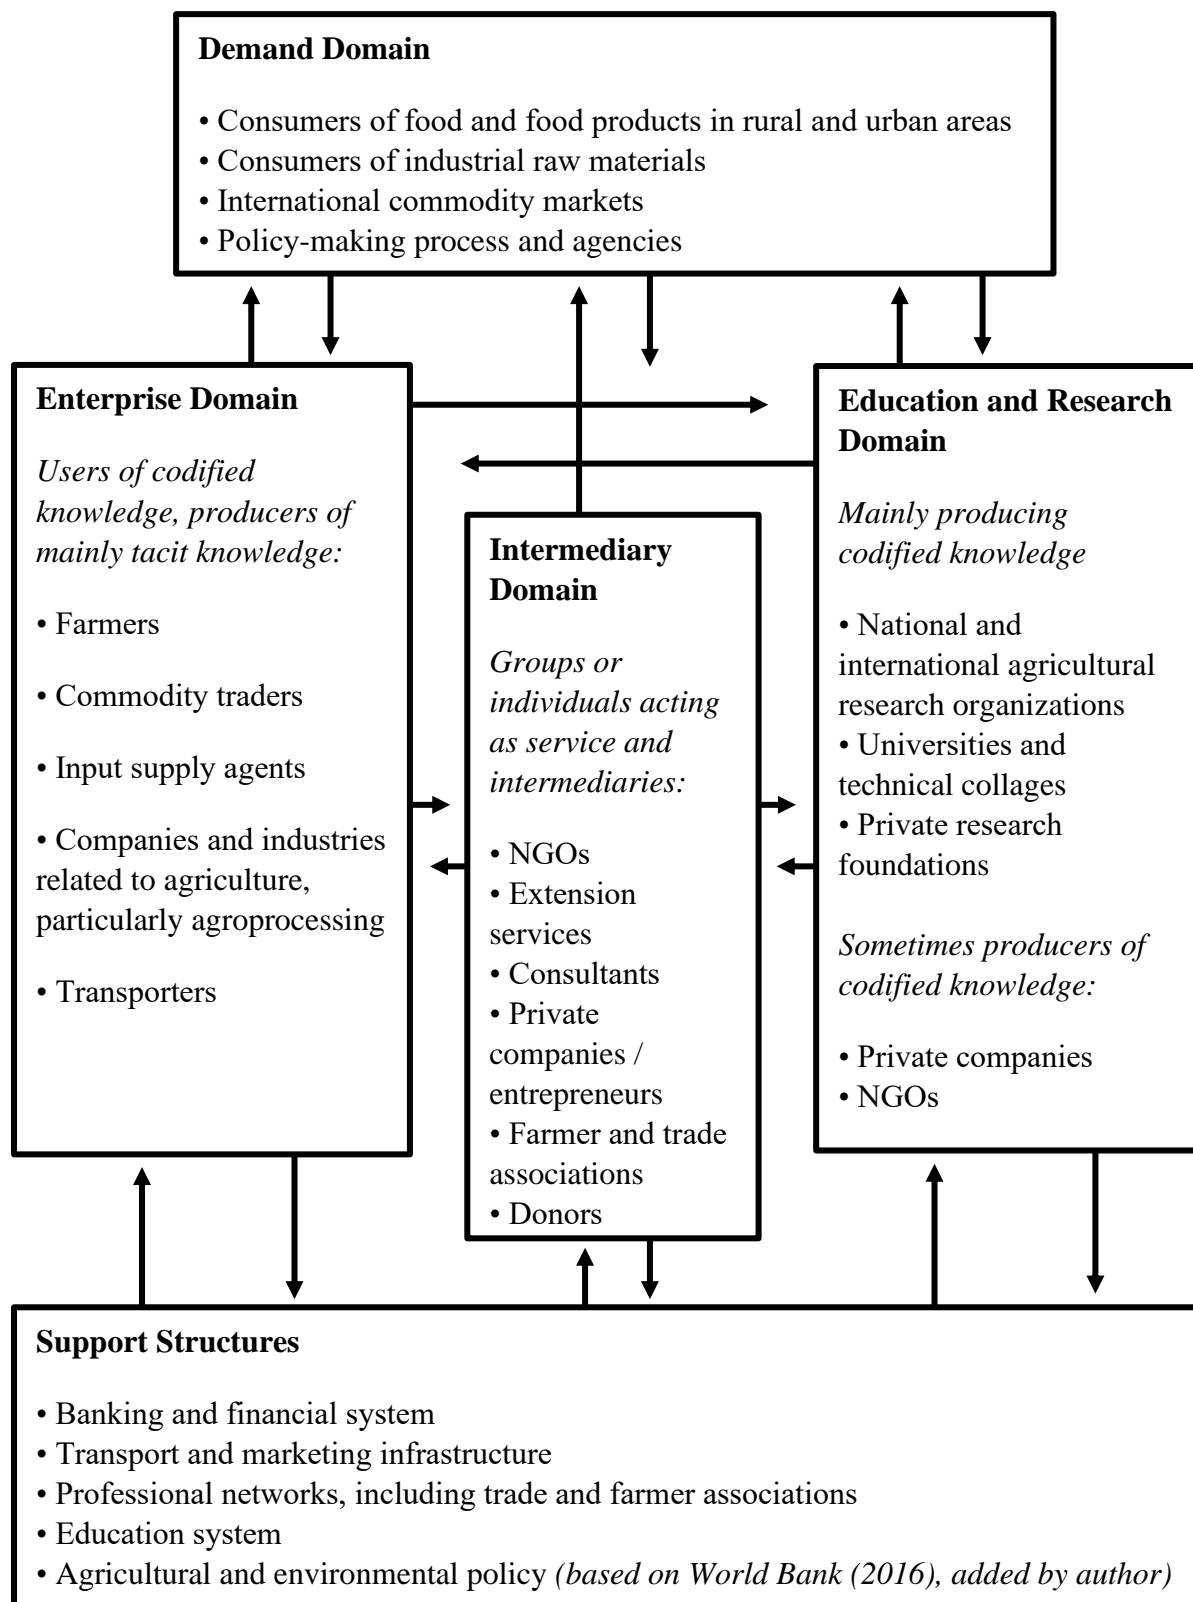 Demand Domain
• Consumers of food and food products in rural and urban areas
• Consumers of industrial raw materials
• International commodity markets
• Policy-making process and agencies
Enterprise Domain
Users of codified
knowledge, producers of
mainly tacit knowledge:
• Farmers
• Commodity traders
• Input supply agents
• Companies and industries
related to agriculture,
particularly agroprocessing
• Transporters
Intermediary
Domain
Groups or
individuals acting
as service and
intermediaries:
• NGOs
• Extension
services
• Consultants
• Private
companies /
entrepreneurs
• Farmer and trade
associations
• Donors
Education and Research
Domain
Mainly producing
codified knowledge
• National and
international agricultural
research organizations
• Universities and
technical collages
• Private research
foundations
Sometimes producers of
codified knowledge:
• Private companies
• NGOs
Support Structures
• Banking and financial system
• Transport and marketing infrastructure
• Professional networks, including trade and farmer associations
• Education system
• Agricultural and environmental policy (based on World Bank (2016), added by author)